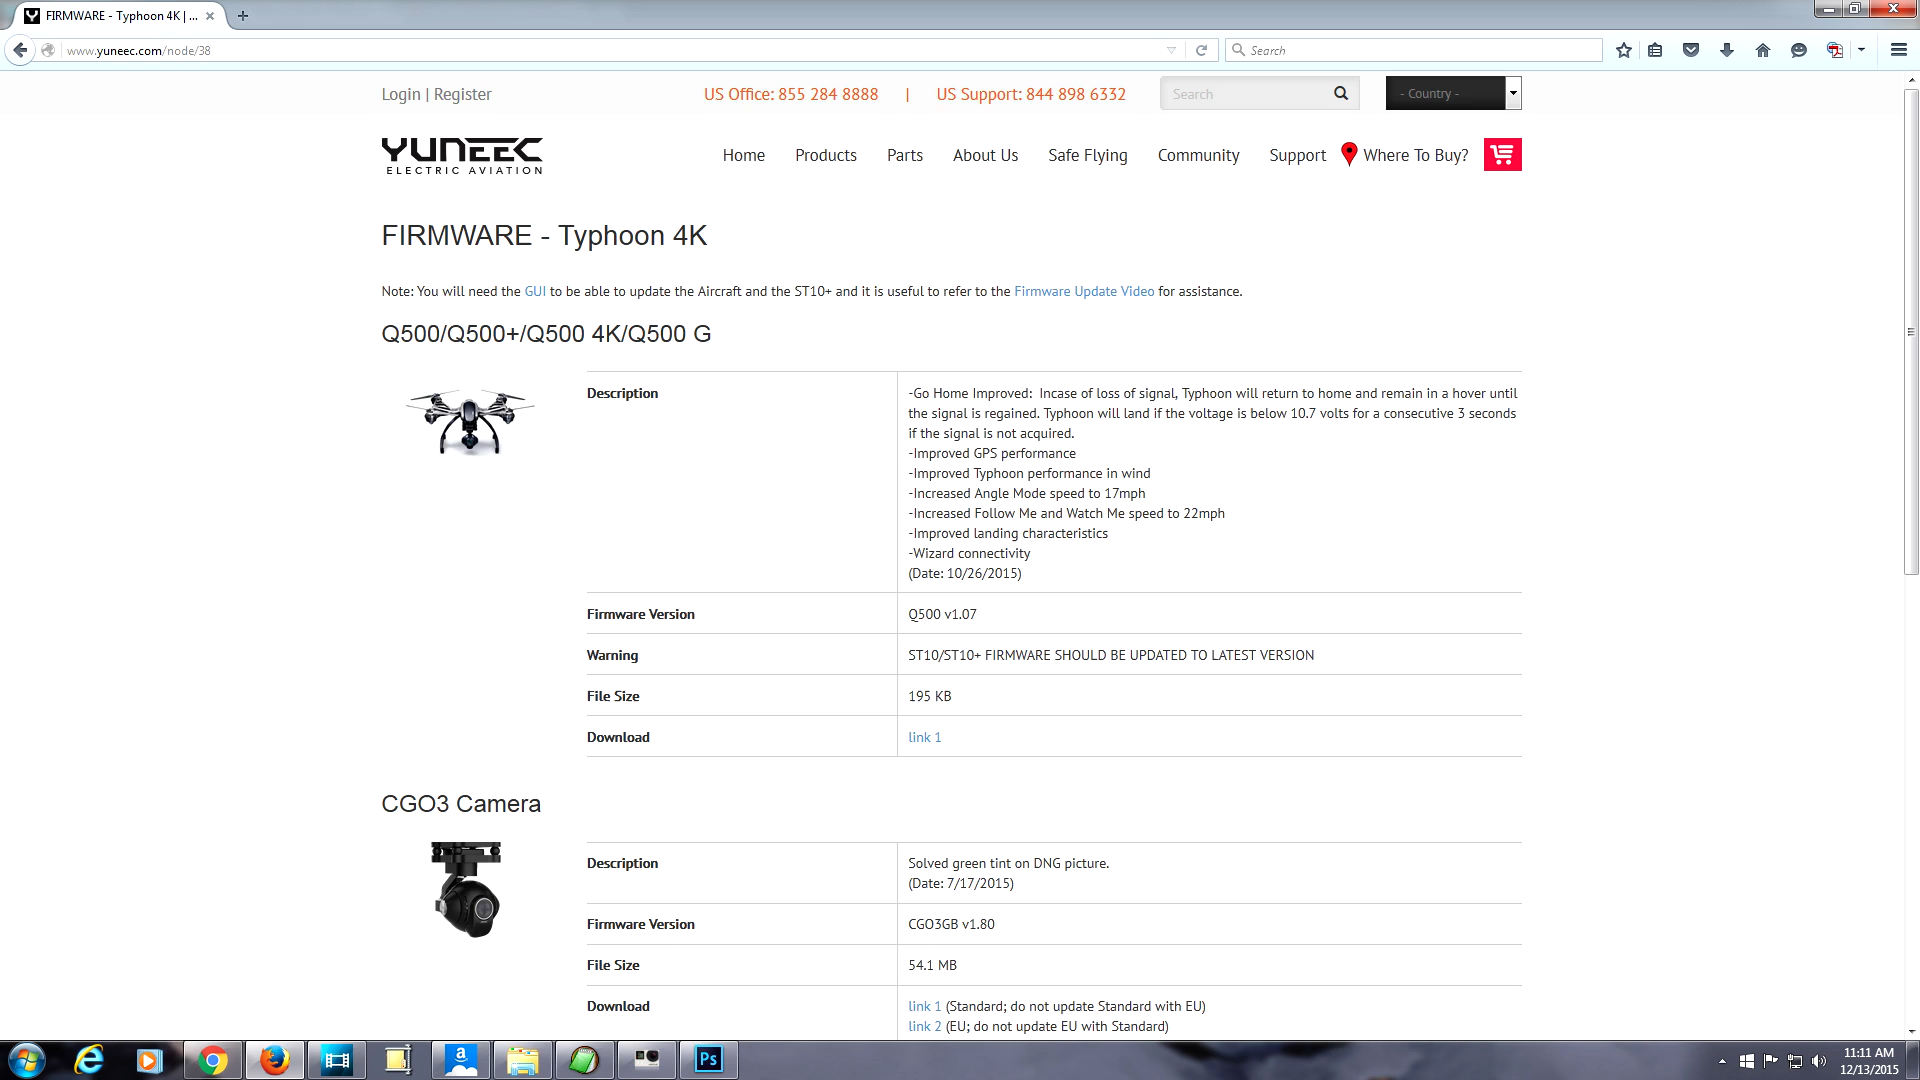 FIRMWARE - Typhoon 4K | ...
www.yuneec.com/node/38
Search
Login | Register
US Office: 855 284 8888 | US Support: 844 898 6332
Search
- Country -
YUNEEC
ELECTRIC AVIATION
Home Products Parts About Us Safe Flying Community Support Where To Buy?
FIRMWARE - Typhoon 4K
Note: You will need the GUI to be able to update the Aircraft and the ST10+ and it is useful to refer to the Firmware Update Video for assistance.
Q500/Q500+/Q500 4K/Q500 G
Description
-Go Home Improved: Incase of loss of signal, Typhoon will return to home and remain in a hover until
the signal is regained. Typhoon will land if the voltage is below 10.7 volts for a consecutive 3 seconds
if the signal is not acquired.
-Improved GPS performance
-Improved Typhoon performance in wind
-Increased Angle Mode speed to 17mph
-Increased Follow Me and Watch Me speed to 22mph
-Improved landing characteristics
-Wizard connectivity
(Date: 10/26/2015)
Firmware Version Q500 v1.07
Warning ST10/ST10+ FIRMWARE SHOULD BE UPDATED TO LATEST VERSION
File Size 195 KB
Download link 1
CGO3 Camera
Description Solved green tint on DNG picture.
(Date: 7/17/2015)
Firmware Version CGO3GB v1.80
File Size 54.1 MB
Download link 1 (Standard; do not update Standard with EU)
link 2 (EU; do not update EU with Standard)
a
Ps
11:11 AM
12/13/2015